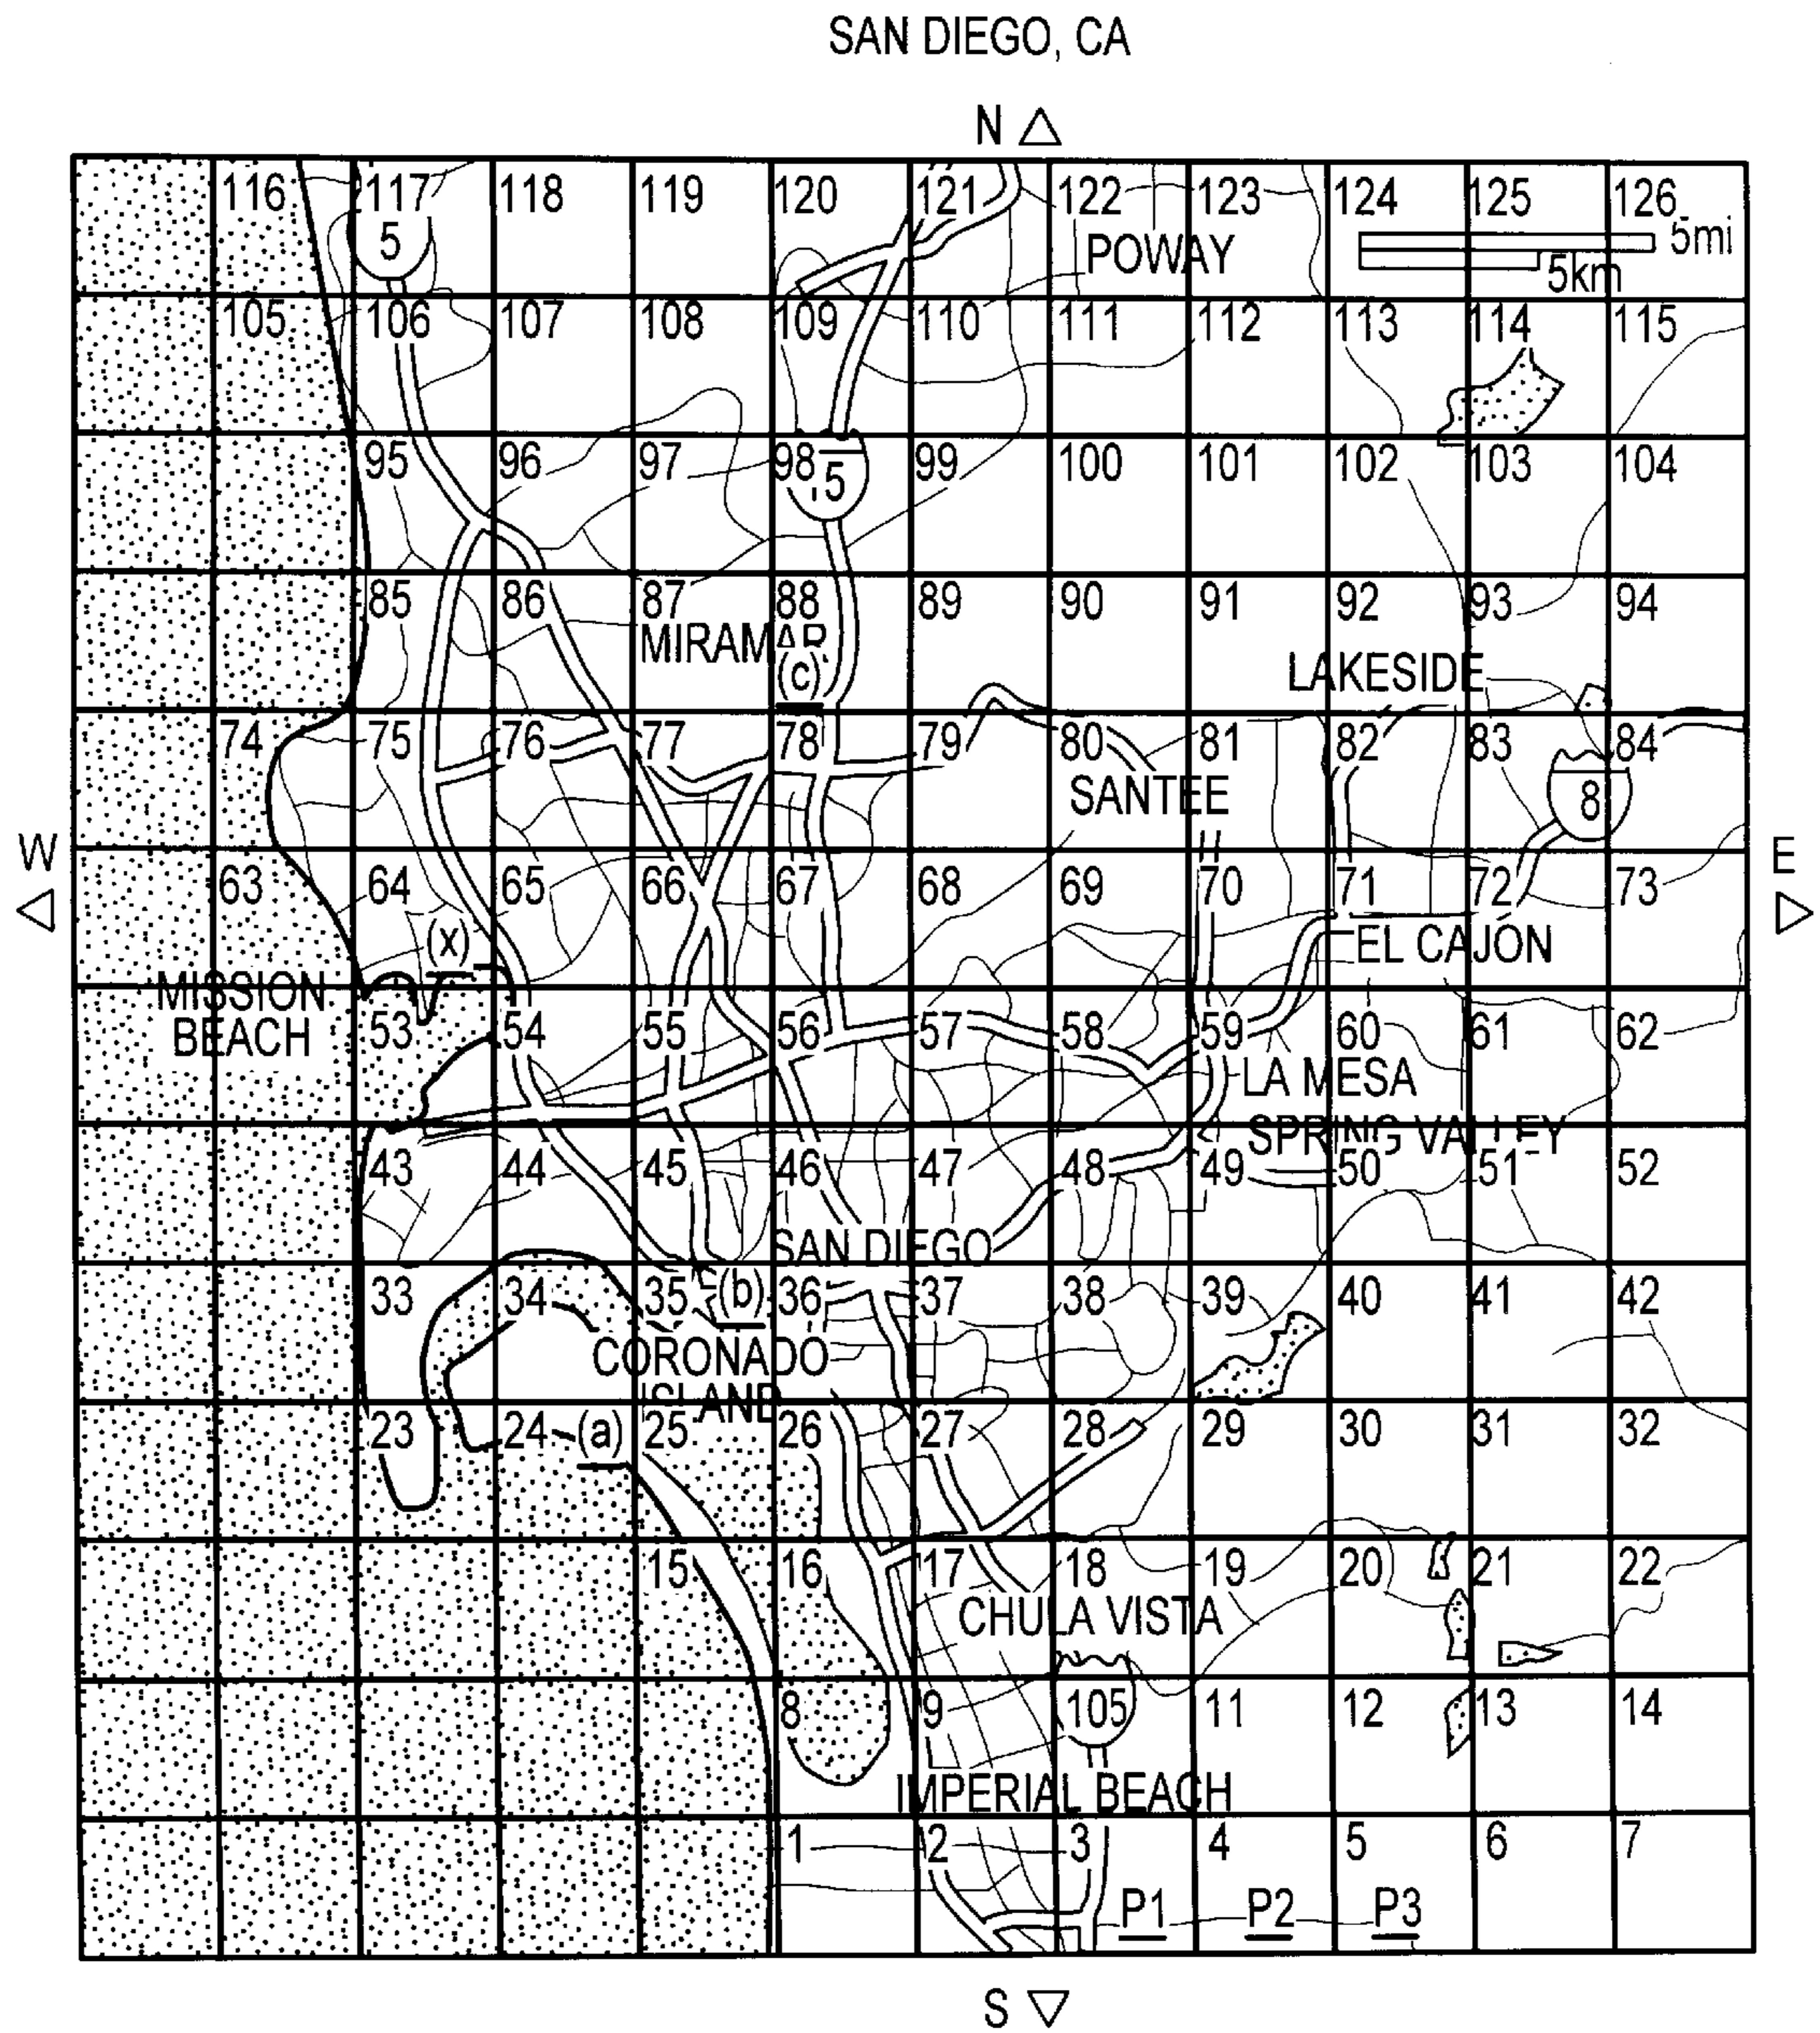 SAN DIEGO, CA
N
116 117 118 119 120 121 122 123 124 125 126
5
POWAY
5mi
5km
105 106 107 108 109 110 111 112 113 114 115
95 96 97 98 99 100 101 102 103 104
5
85 86 87 88 89 90 91 92 93 94
MIRAMAR
(c)
LAKESIDE
74 75 76 77 78 79 80 81 82 83 84
SANTEE
8
W
E
63 64 65 66 67 68 69 70 71 72 73
(x)
EL CAJON
MISSION
BEACH
53 54 55 56 57 58 59 60 61 62
LA MESA
SPRING VALLEY
43 44 45 46 47 48 49 50 51 52
SAN DIEGO
33 34 35 (b) 36 37 38 39 40 41 42
CORONADO
ISLAND
23 24 (a) 25 26 27 28 29 30 31 32
15 16 17 18 19 20 21 22
CHULA VISTA
8 9 105 11 12 13 14
IMPERIAL BEACH
1 2 3 4 5 6 7
P1 P2 P3
S